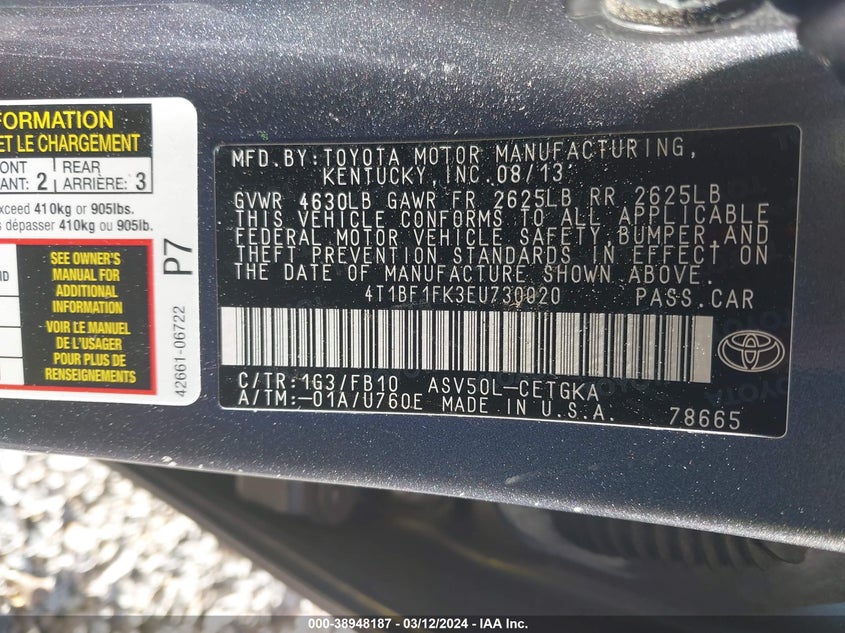 FORMATION
ET LE CHARGEMENT
REAR
ANT: 2 ARRIÈRE: 3
exceed 410kg or 905lbs.
dépasser 410kg ou 905lb.
SEE OWNER'S
MANUAL FOR
ADDITIONAL
INFORMATION
VOIR LE MANUEL
DE L'USAGER
POUR PLUS DE
RENSEIGNEMENTS
P7
42661-06722
MFD. BY: TOYOTA MOTOR MANUFACTURING,
KENTUCKY, INC. 08/13
GVWR 4630LB GAWR FR 2625LB, RR 2625LB
THIS VEHICLE CONFORMS TO ALL APPLICABLE
FEDERAL MOTOR VEHICLE SAFETY, BUMPER, AND
THEFT PREVENTION STANDARDS IN EFFECT ON
THE DATE OF MANUFACTURE SHOWN ABOVE.
4T1BF1FK3EU730020 PASS. CAR
C/TR: 1G3/FB10 ASV50L-CETGKA
A/TM: -01A/U760E MADE IN U.S.A.
78665
000-38948187 - 03/12/2024 - IAA Inc.